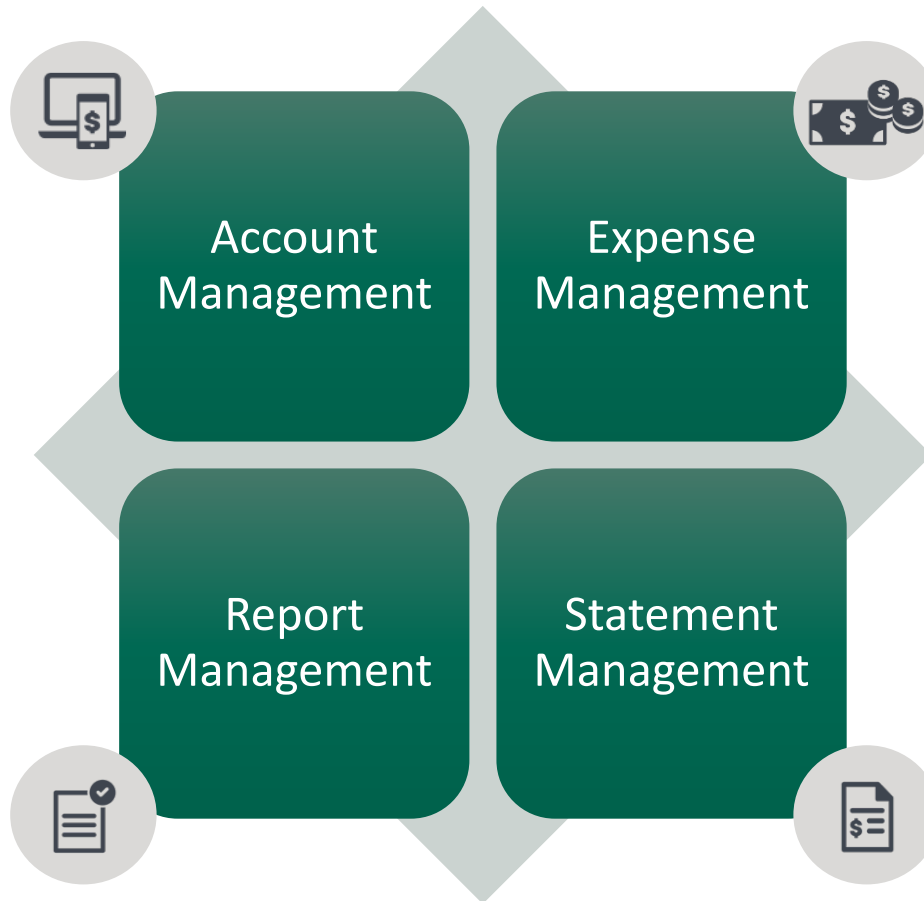 Account
Management
Expense
Management
Report
Management
Statement
Management
$
$
$
$
$